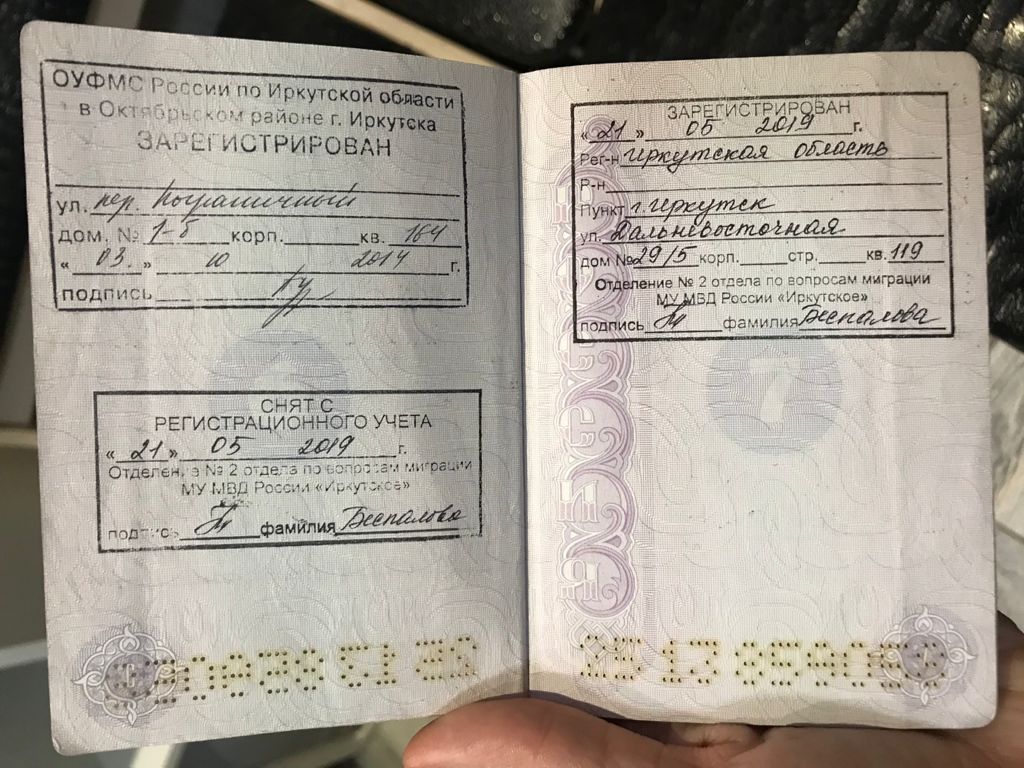 ОУФМС России по Иркутской области
в Октябрьском районе г. Иркутска
ЗАРЕГИСТРИРОВАН
ул. пер. Пограничный
дом. № 1-б корп. кв. 164
« 03. » 10 2014 г.
подпись
СНЯТ С
РЕГИСТРАЦИОННОГО УЧЕТА
« 21 » 05 2019 г.
Отделение № 2 отдела по вопросам миграции
МУ МВД России «Иркутское»
подпись фамилия Беспалова
ЗАРЕГИСТРИРОВАН
« 21 » 05 2019 г.
Рег-н Иркутская область
Р-н
Пункт г. Иркутск
ул. Дальневосточная
дом № 29/5 корп. стр. кв. 119
Отделение № 2 отдела по вопросам миграции
МУ МВД России «Иркутское»
подпись фамилия Беспалова
7